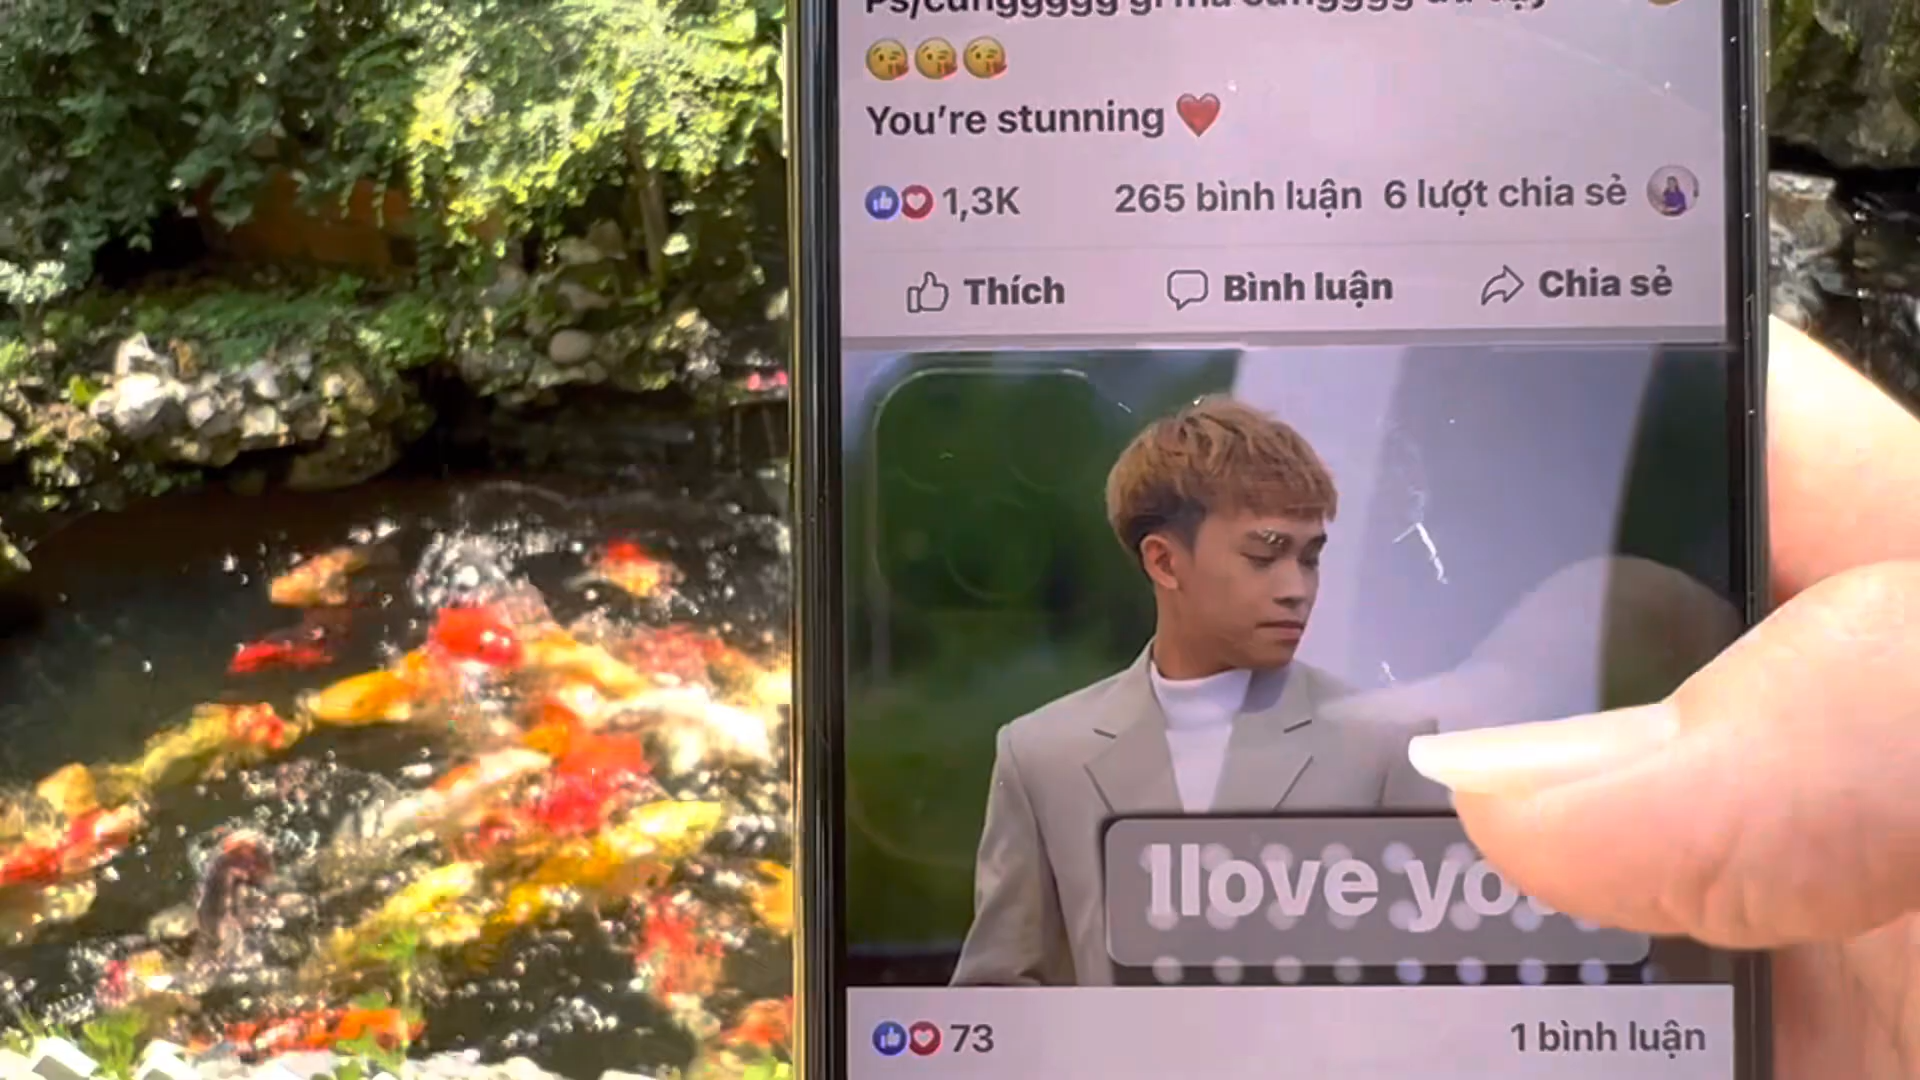 You're stunning
1,3K 265 bình luận 6 lượt chia sẻ
Thích Bình luận Chia sẻ
Ilove
73 1 bình luận